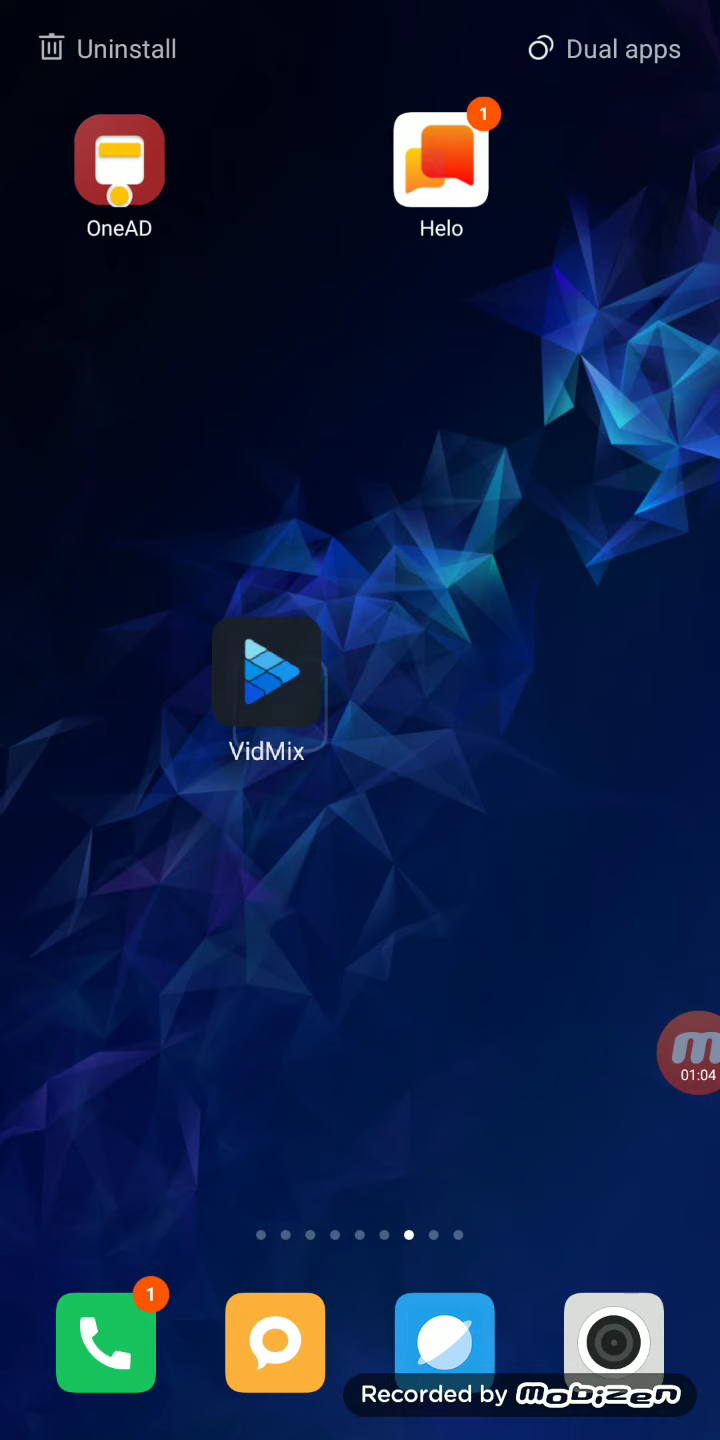 Uninstall
Dual apps
1
OneAD
Helo
VidMix
m
01:04
1
Recorded by mobizen